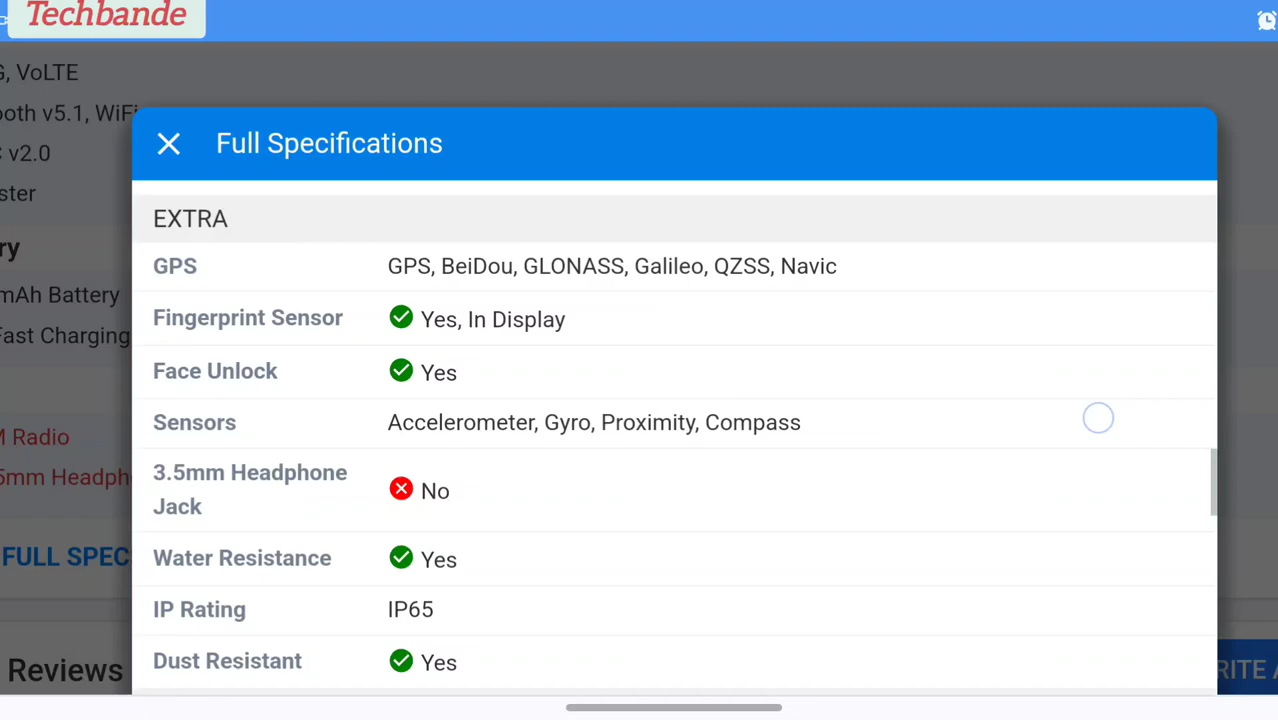 Techbande
G, VoLTE
ooth v5.1, WiFi
Full Specifications
C v2.0
ster
EXTRA
ry
GPS GPS, BeiDou, GLONASS, Galileo, QZSS, Navic
mAh Battery
Fingerprint Sensor Yes, In Display
Fast Charging
Face Unlock Yes
Sensors Accelerometer, Gyro, Proximity, Compass
M Radio
5mm Headph
3.5mm Headphone
Jack
No
FULL SPEC
Water Resistance Yes
IP Rating IP65
Reviews
Dust Resistant Yes
RITE A